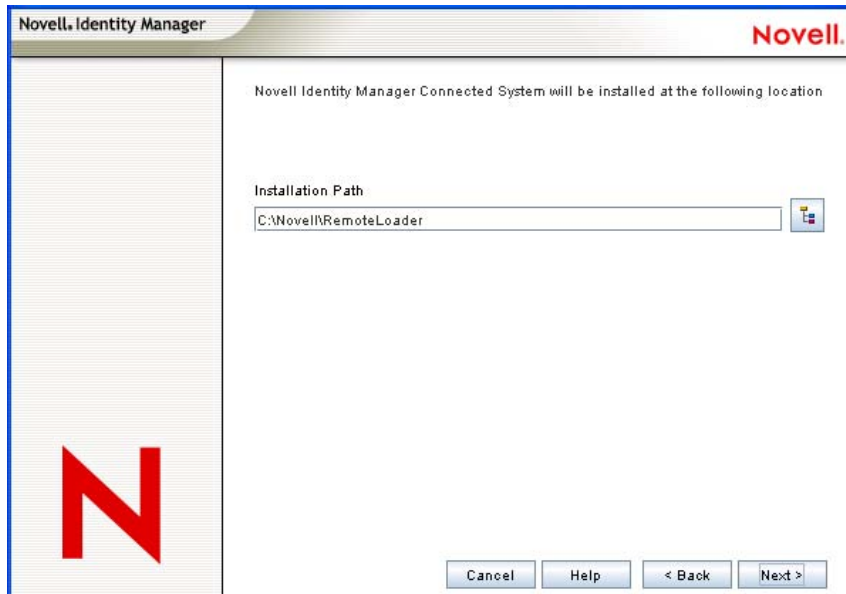 Novell. Identity Manager
Novell.
Novell Identity Manager Connected System will be installed at the following location
Installation Path
C:\Novell\RemoteLoader
N
Cancel Help < Back Next >